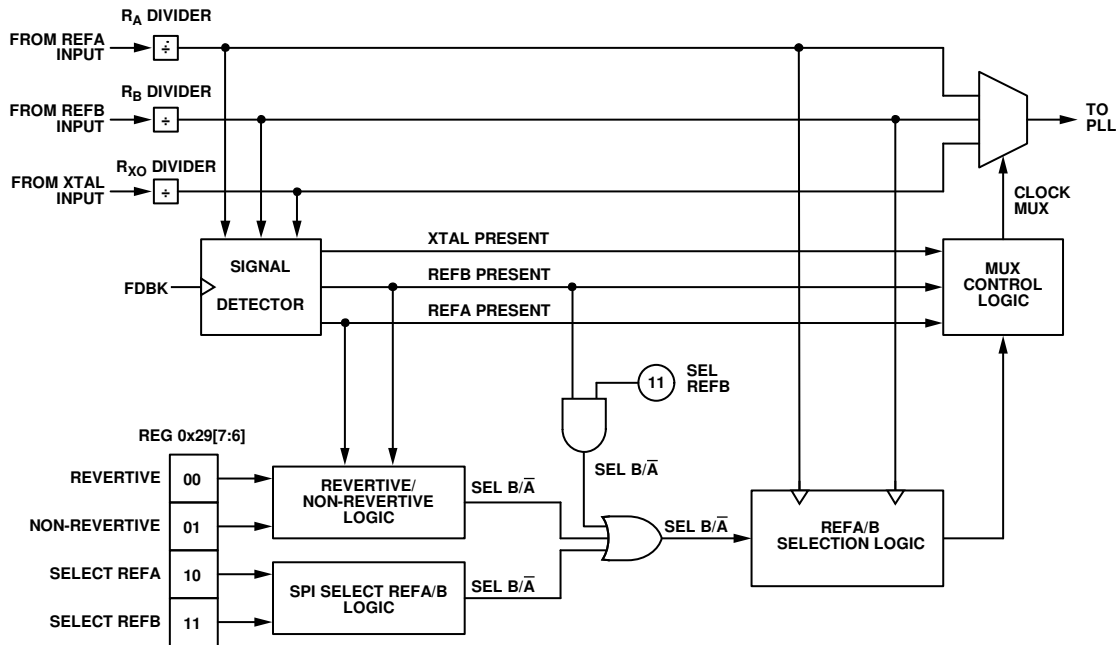 R_A DIVIDER
FROM REFA
INPUT
÷
R_B DIVIDER
FROM REFB
INPUT
÷
TO
PLL
R_XO DIVIDER
FROM XTAL
INPUT
÷
CLOCK
MUX
XTAL PRESENT
SIGNAL
DETECTOR
FDBK
REFB PRESENT
REFA PRESENT
MUX
CONTROL
LOGIC
11
SEL
REFB
REG 0x29[7:6]
SEL B/A̅
REVERTIVE
00
REVERTIVE/
NON-REVERTIVE
LOGIC
SEL B/A̅
NON-REVERTIVE
01
SEL B/A̅
REFA/B
SELECTION LOGIC
SELECT REFA
10
SPI SELECT REFA/B
LOGIC
SEL B/A̅
SELECT REFB
11